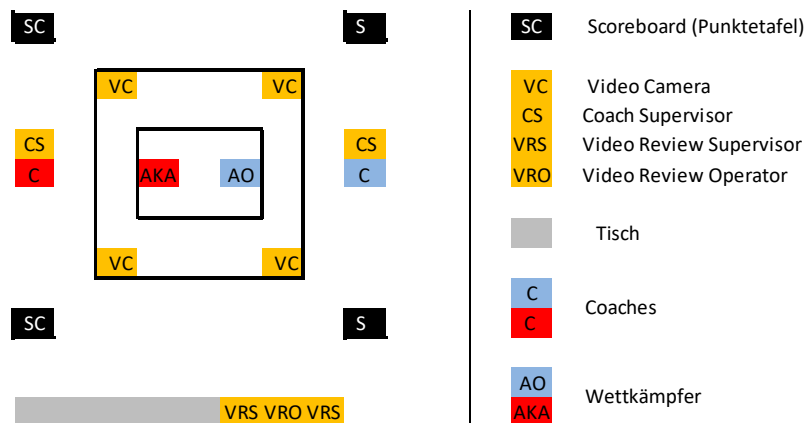 SC S SC Scoreboard (Punktetafel)
VC VC VC Video Camera
CS Coach Supervisor
CS CS VRS Video Review Supervisor
C AKA AO C VRO Video Review Operator
Tisch
VC VC
C
Coaches
C
SC S
AO
Wettkämpfer
VRS VRO VRS AKA